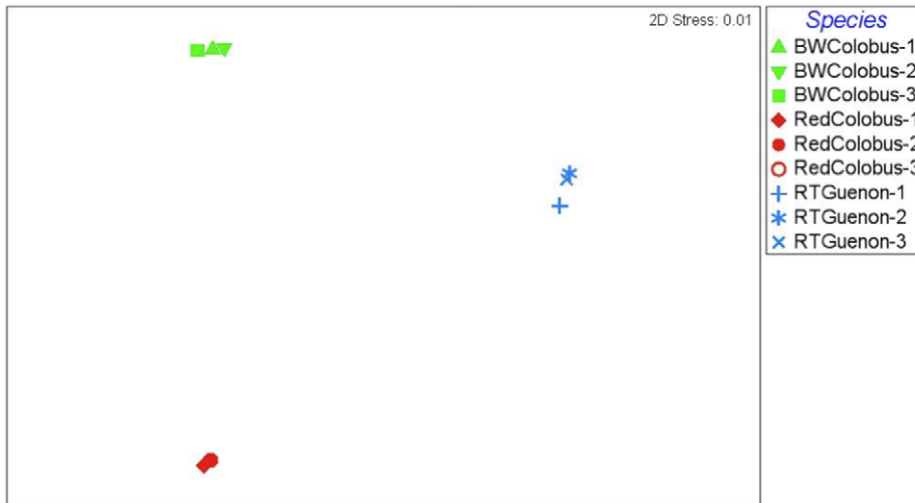 2D Stress: 0.01
Species
BWColobus-1
BWColobus-2
BWColobus-3
RedColobus-1
RedColobus-2
RedColobus-3
RTGuenon-1
RTGuenon-2
RTGuenon-3